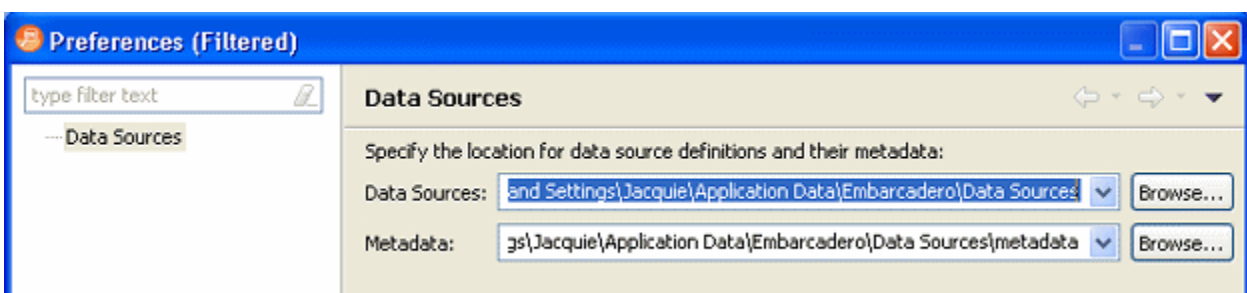 Preferences (Filtered)
type filter text
Data Sources
Data Sources
Specify the location for data source definitions and their metadata:
Data Sources: and Settings\Jacquie\Application Data\Embarcadero\Data Sources Browse...
Metadata: gs\Jacquie\Application Data\Embarcadero\Data Sources\metadata Browse...